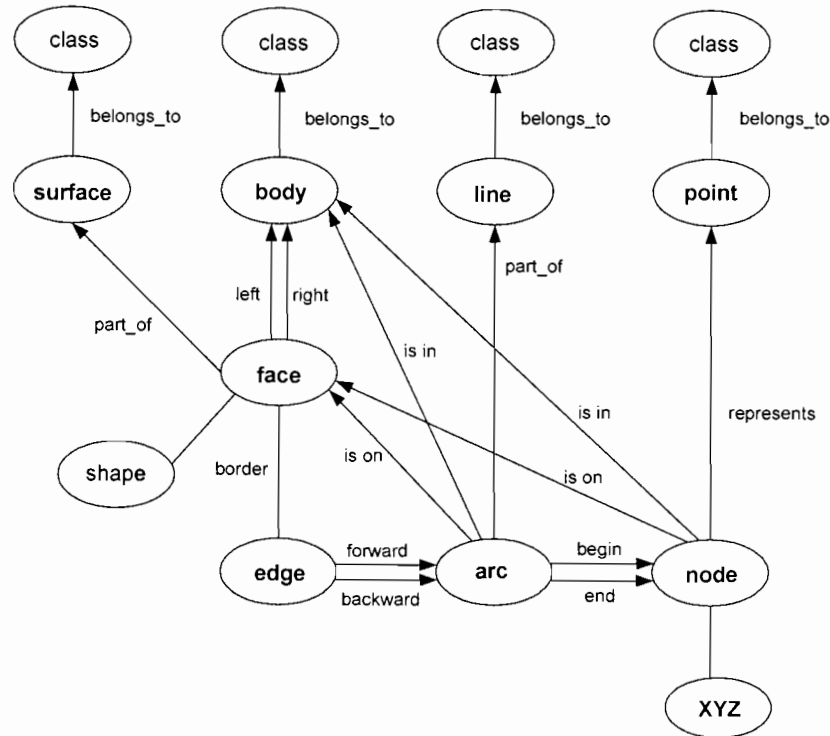 class
class
class
class
belongs_to
belongs_to
belongs_to
belongs_to
surface
body
line
point
part_of
left
right
part_of
is in
is in
represents
face
shape
border
is on
is on
edge
forward
backward
arc
begin
end
node
XYZ